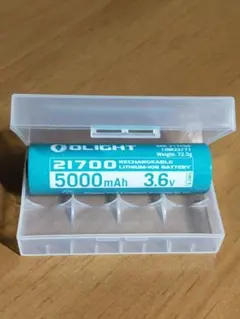 OLIGHT
Weight: 72.5g
21700 RECHARGEABLE
LITHIUM-ION BATTERY
5000mAh 3.6V